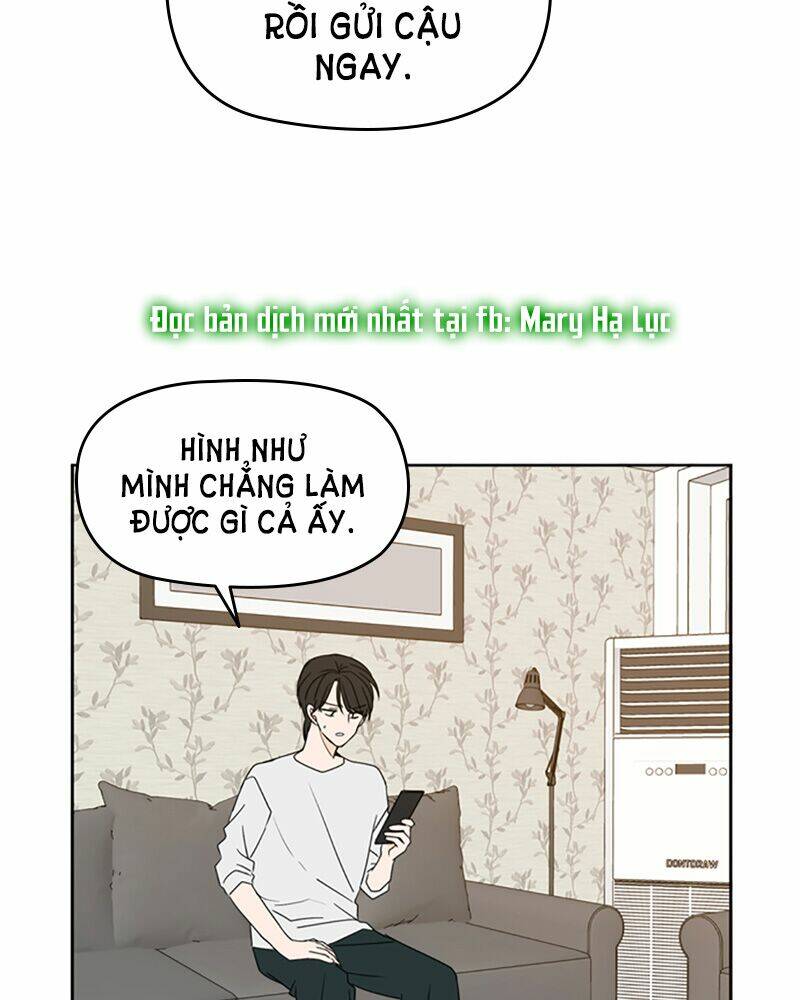 RỒI GỬI CẬU
NGAY.
Đọc bản dịch mới nhất tại fb: Mary Hạ Lục
HÌNH NHƯ
MÌNH CHẲNG LÀM
ĐƯỢC GÌ CẢ ẤY.
DONTDRAW